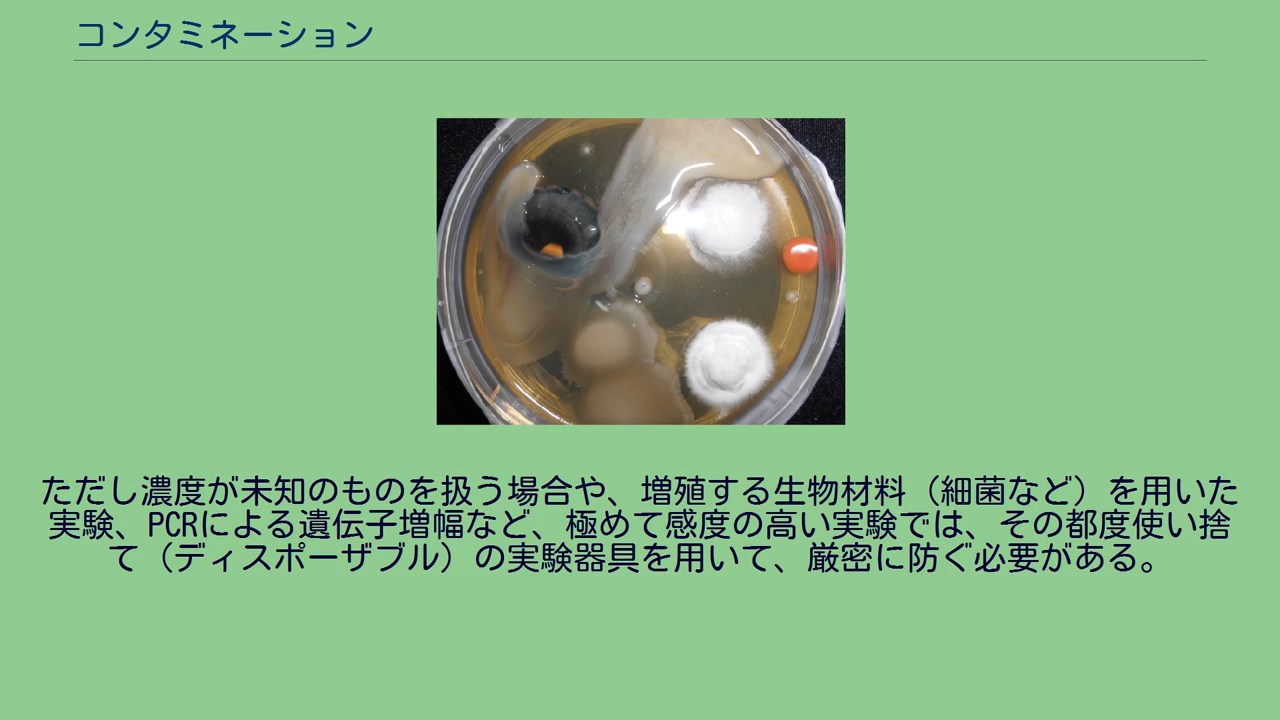 コンタミネーション
ただし濃度が未知のものを扱う場合や、増殖する生物材料（細菌など）を用いた
実験、PCRによる遺伝子増幅など、極めて感度の高い実験では、その都度使い捨
て（ディスポーザブル）の実験器具を用いて、厳密に防ぐ必要がある。